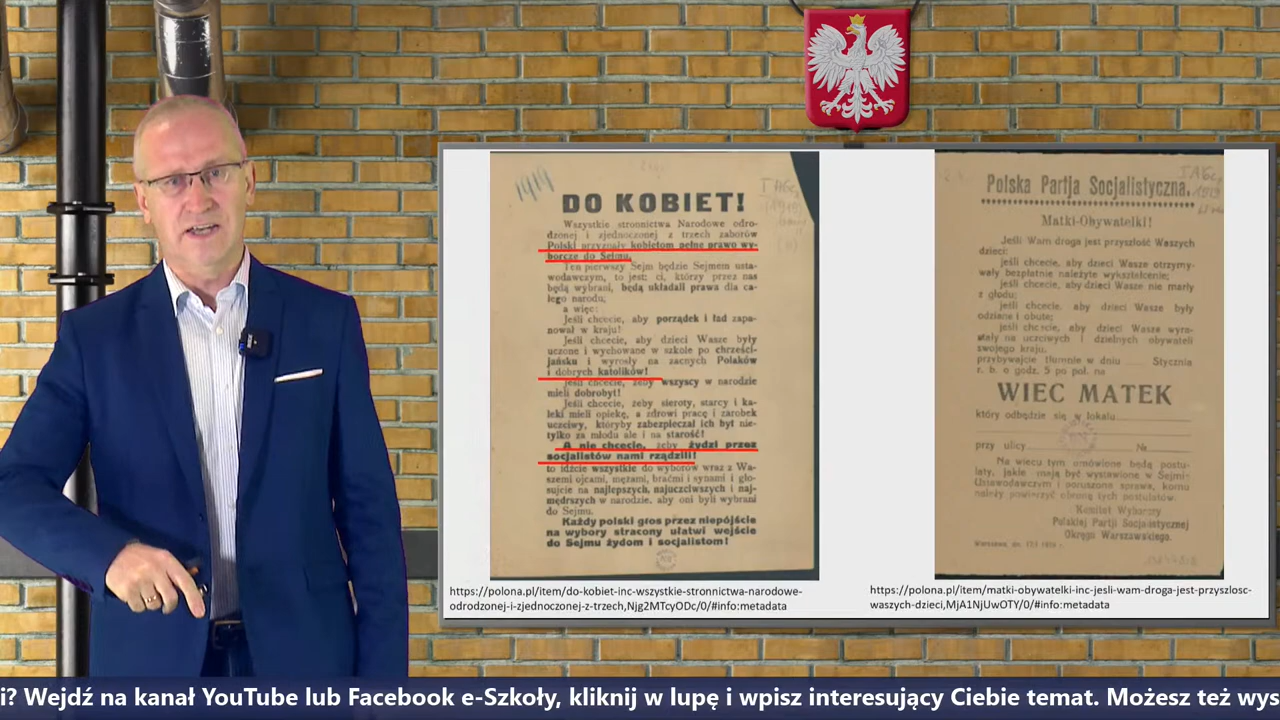 1919
DO KOBIET!
Wszystkie stronnictwa Narodowe odro-
dzonej i zjednoczonej z trzech zaborów
Polski przyznały kobietom pełne prawo wy-
borcze do Sejmu.
Ten pierwszy Sejm będzie Sejmem usta-
wodawczym, to jest: ci, którzy przez nas
będą wybrani, będą układali prawa dla ca-
łego narodu;
a więc:
Jeśli chcecie, aby porządek i ład zapa-
nował w kraju!
Jeśli chcecie, aby dzieci Wasze były
uczone i wychowane w szkole po chrześci-
jańsku i wyrosły na zacnych Polaków
i dobrych katolików!
Jeśli chcecie, żeby wszyscy w narodzie
mieli dobrobyt!
Jeśli chcecie, żeby sieroty, starcy i ka-
leki mieli opiekę, a zdrowi pracę i zarobek
uczciwy, któryby zabezpieczał ich byt nie-
tylko za młodu ale i na starość!
A nie chcecie, żeby żydzi przez
socjalistów nami rządzili!
to idźcie wszystkie do wyborów wraz z Wa-
szemi ojcami, mężami, braćmi i synami i gło-
sujcie na najlepszych, najuczciwszych i naj-
mędrszych w narodzie, aby oni byli wybrani
do Sejmu.
Każdy polski głos przez niepójście
na wybory stracony ułatwi wejście
do Sejmu żydom i socjalistom!
https://polona.pl/item/do-kobiet-inc-wszystkie-stronnictwa-narodowe-
odrodzonej-i-zjednoczonej-z-trzech,Njg2MTcyODc/0/#info:metadata
Polska Partja Socjalistyczna.
Matki-Obywatelki!
Jeśli Wam droga jest przyszłość Waszych
dzieci:
jeśli chcecie, aby dzieci Wasze otrzymy-
wały bezpłatnie należyte wykształcenie;
jeśli chcecie, aby dzieci Wasze nie marły
z głodu;
jeśli chcecie, aby dzieci Wasze były
odziane i obute;
jeśli chcecie, aby dzieci Wasze wyra-
stały na uczciwych i dzielnych obywateli
swojego kraju,
przybywajcie tłumnie w dniu Stycznia
r. b. o godz. 5 po poł. na
WIEC MATEK
który odbędzie się w lokalu
przy ulicy № 
Na wiecu tym omówione będą postu-
laty, jakie mają być wystawione w Sejmie
Ustawodawczym i poruszona sprawa, komu
należy powierzyć obronę tych postulatów.
Komitet Wyborczy
Polskiej Partji Socjalistycznej
Okręgu Warszawskiego.
https://polona.pl/item/matki-obywatelki-inc-jesli-wam-droga-jest-przyszlosc-
waszych-dzieci,MjA1NjUwOTY/0/#info:metadata
i? Wejdź na kanał YouTube lub Facebook e-Szkoły, kliknij w lupę i wpisz interesujący Ciebie temat. Możesz też wys